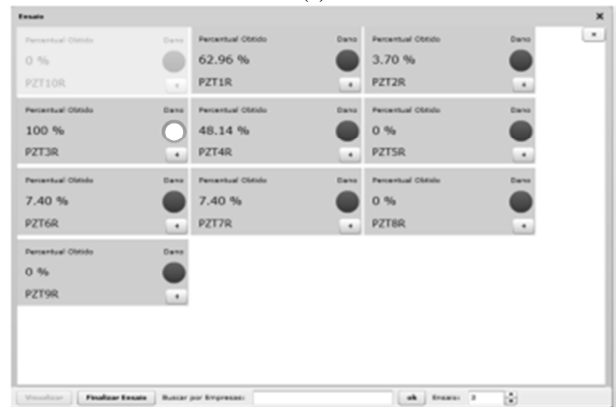 Ensaio
Percentual Obtido Dano
0 %
PZT10R
Percentual Obtido Dano
62.96 %
PZT1R
Percentual Obtido Dano
3.70 %
PZT2R
Percentual Obtido Dano
100 %
PZT3R
Percentual Obtido Dano
48.14 %
PZT4R
Percentual Obtido Dano
0 %
PZT5R
Percentual Obtido Dano
7.40 %
PZT6R
Percentual Obtido Dano
7.40 %
PZT7R
Percentual Obtido Dano
0 %
PZT8R
Percentual Obtido Dano
0 %
PZT9R
Visualizar Finalizar Ensaio Buscar por Empresas: ok Ensaio: 3